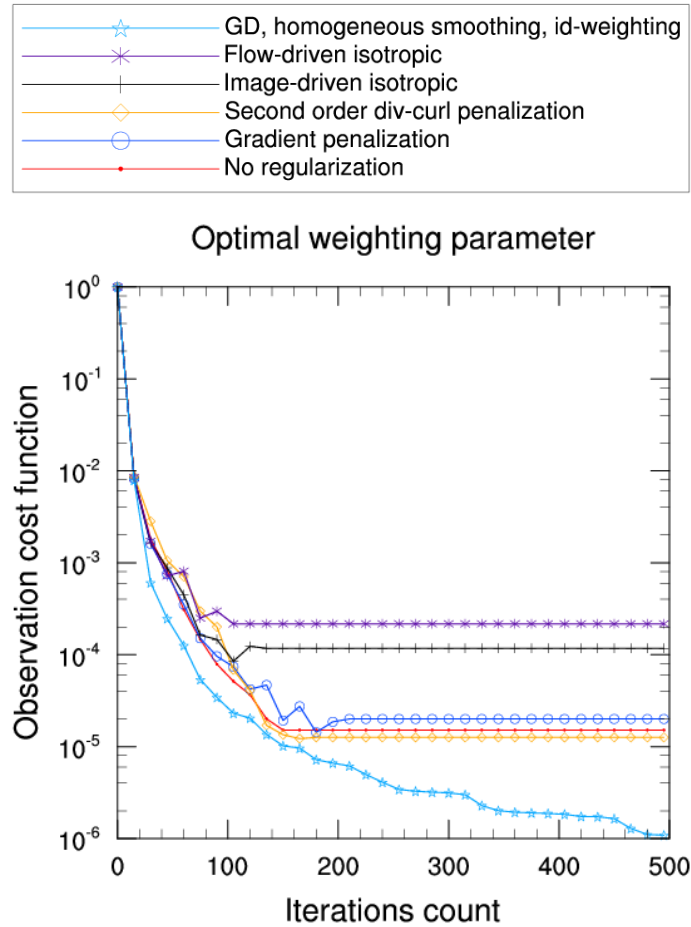 GD, homogeneous smoothing, id-weighting
Flow-driven isotropic
Image-driven isotropic
Second order div-curl penalization
Gradient penalization
No regularization
Optimal weighting parameter
Observation cost function
10^0
10^-1
10^-2
10^-3
10^-4
10^-5
10^-6
0 100 200 300 400 500
Iterations count